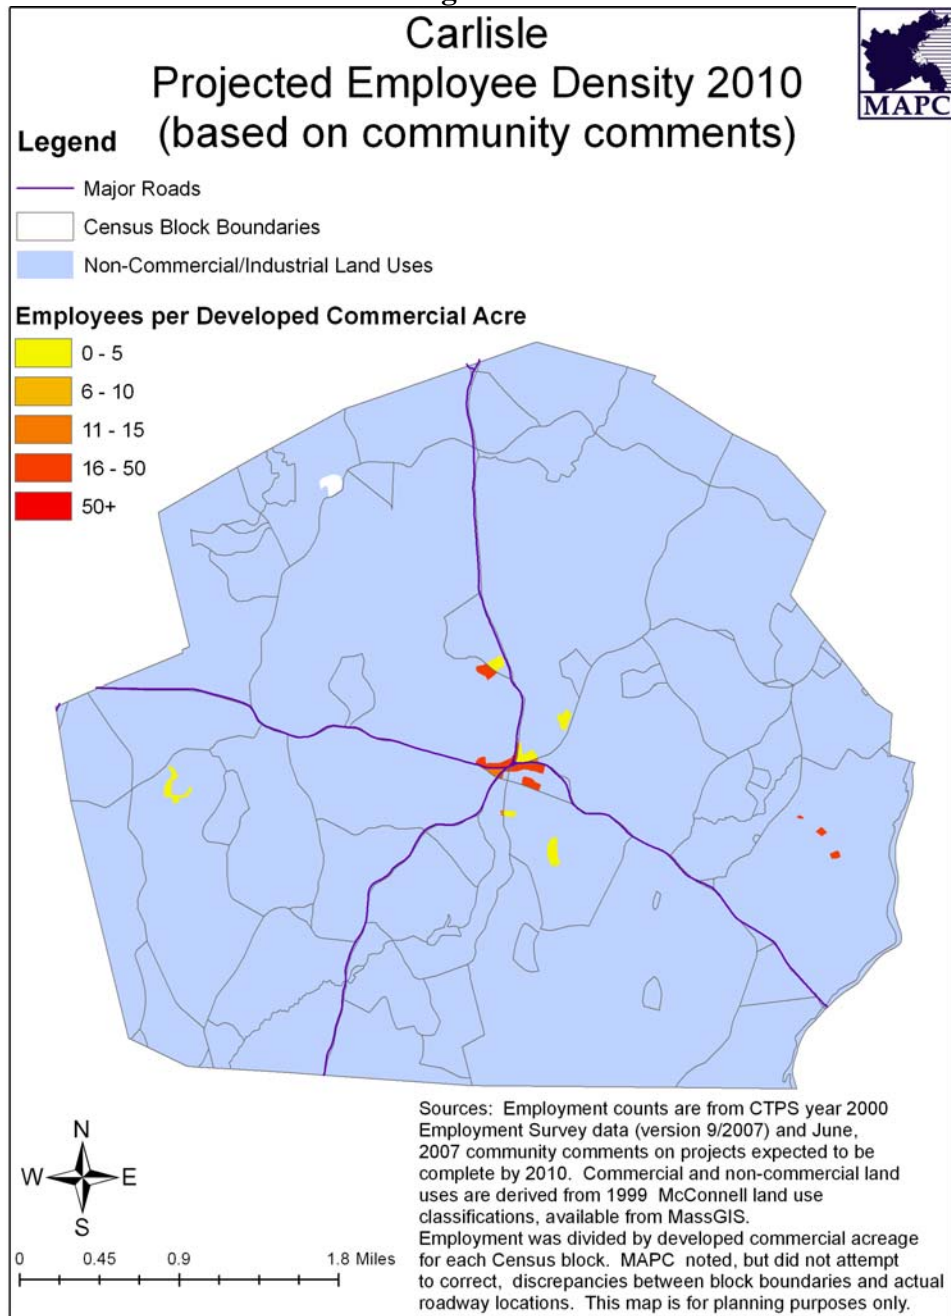 Carlisle
Projected Employee Density 2010
(based on community comments)
MAPC
Legend
Major Roads
Census Block Boundaries
Non-Commercial/Industrial Land Uses
Employees per Developed Commercial Acre
0 - 5
6 - 10
11 - 15
16 - 50
50+
N
W E
S
0 0.45 0.9 1.8 Miles
Sources: Employment counts are from CTPS year 2000
Employment Survey data (version 9/2007) and June,
2007 community comments on projects expected to be
complete by 2010. Commercial and non-commercial land
uses are derived from 1999 McConnell land use
classifications, available from MassGIS.
Employment was divided by developed commercial acreage
for each Census block. MAPC noted, but did not attempt
to correct, discrepancies between block boundaries and actual
roadway locations. This map is for planning purposes only.